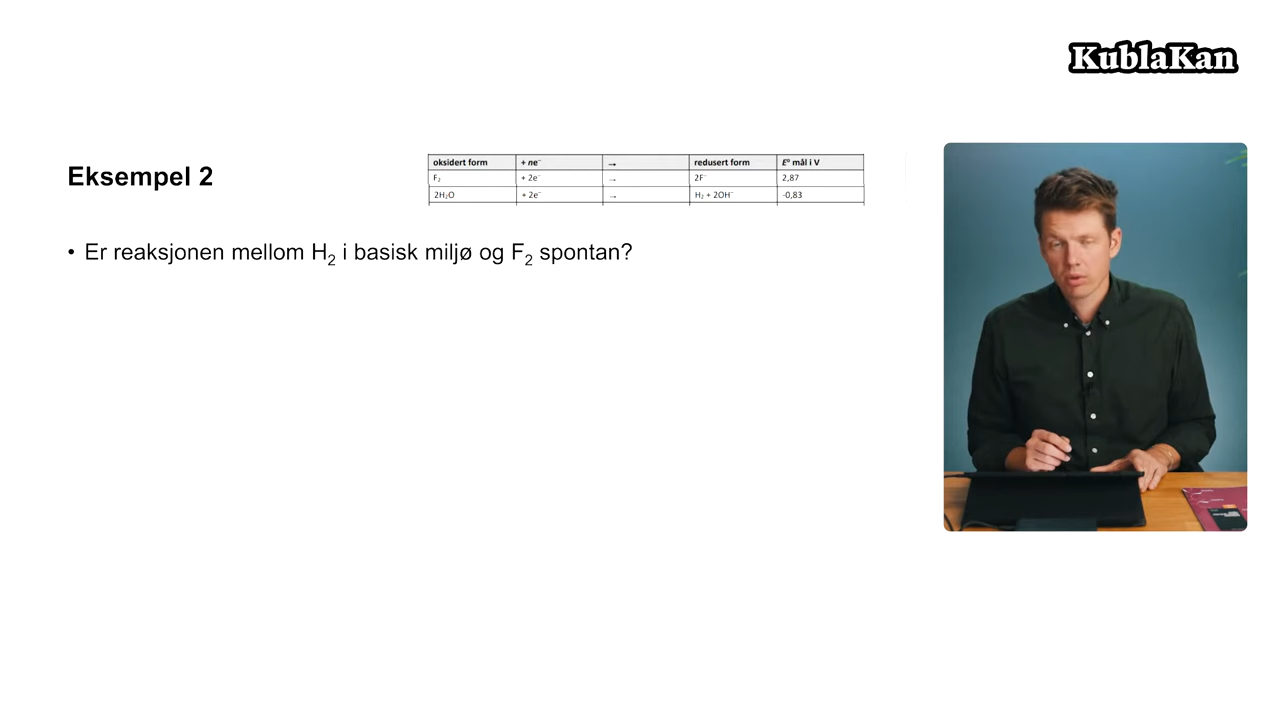 KublaKan
Eksempel 2
oksidert form + ne⁻ → redusert form E° mål i V
F₂ + 2e⁻ → 2F⁻ 2,87
2H₂O + 2e⁻ → H₂ + 2OH⁻ -0,83
• Er reaksjonen mellom H₂ i basisk miljø og F₂ spontan?